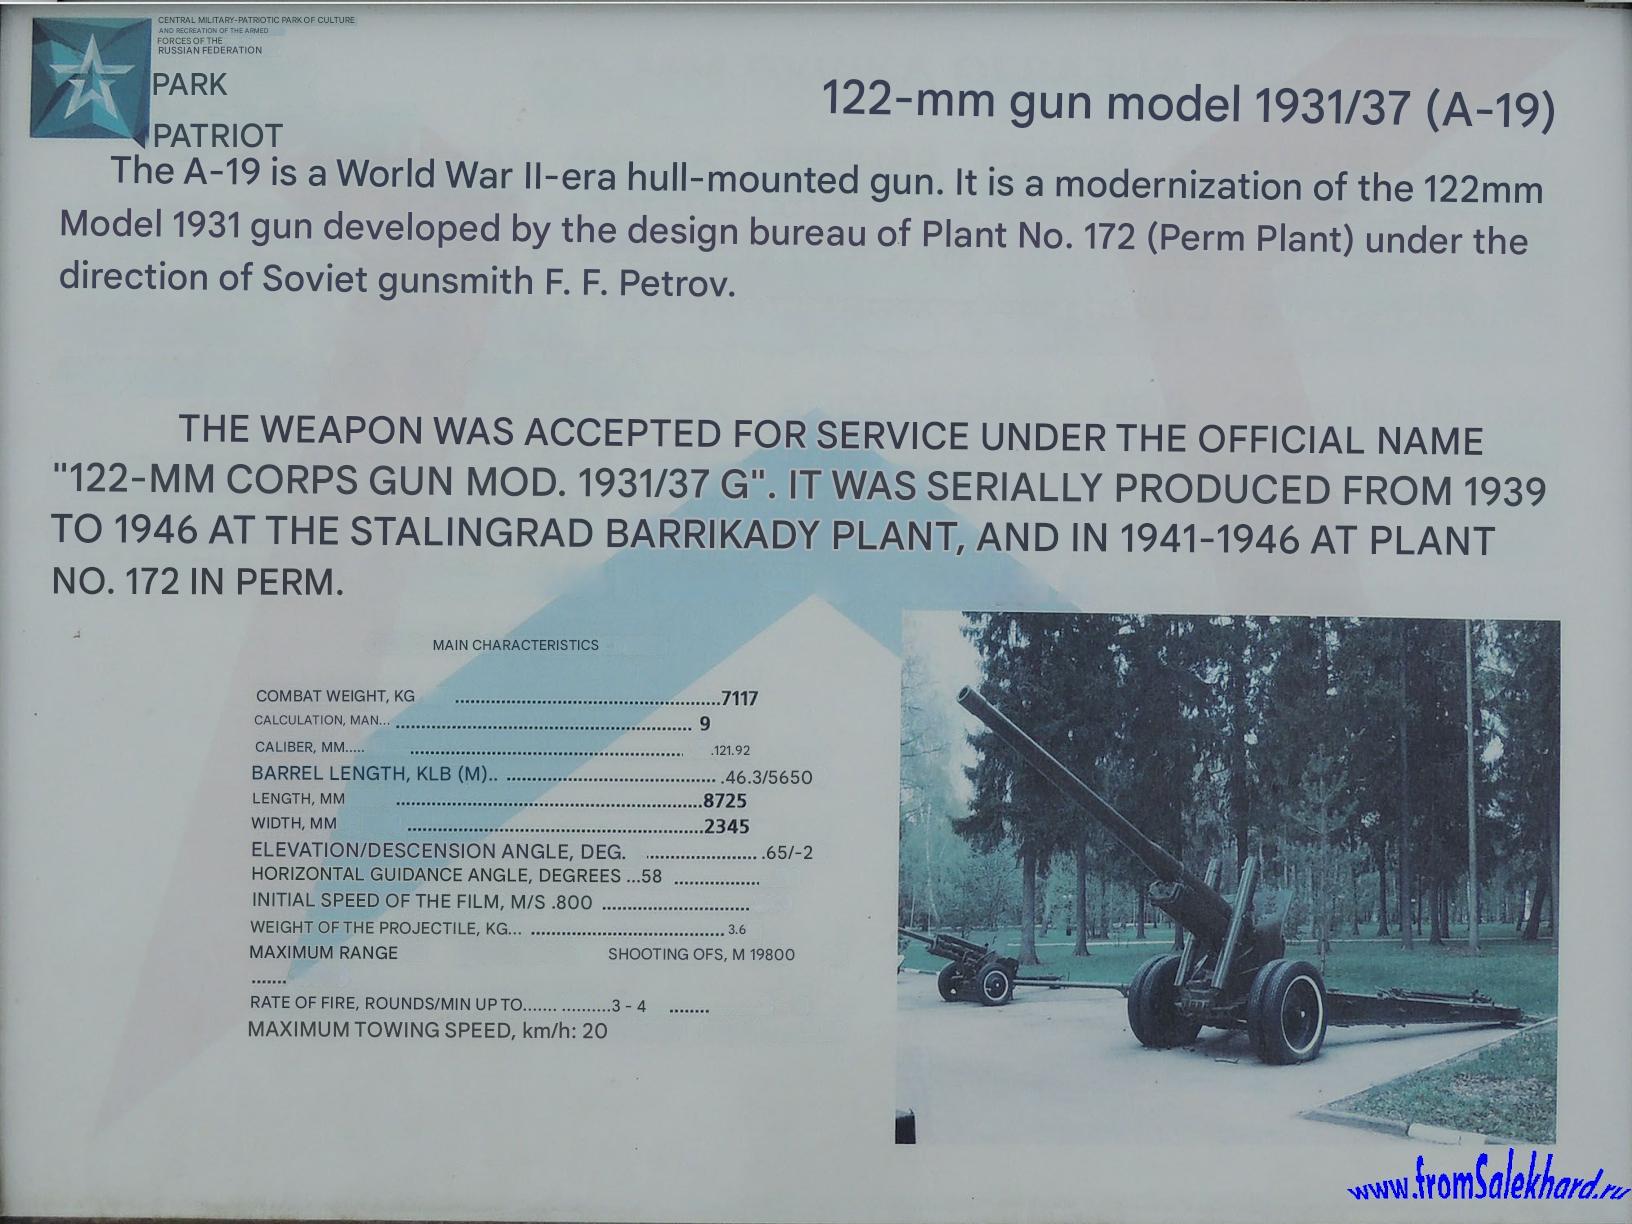 CENTRAL MILITARY-PATRIOTIC PARK OF CULTURE
AND RECREATION OF THE ARMED
FORCES OF THE
RUSSIAN FEDERATION
PARK
PATRIOT
122-mm gun model 1931/37 (A-19)
The A-19 is a World War II-era hull-mounted gun. It is a modernization of the 122mm
Model 1931 gun developed by the design bureau of Plant No. 172 (Perm Plant) under the
direction of Soviet gunsmith F. F. Petrov.
THE WEAPON WAS ACCEPTED FOR SERVICE UNDER THE OFFICIAL NAME
"122-MM CORPS GUN MOD. 1931/37 G". IT WAS SERIALLY PRODUCED FROM 1939
TO 1946 AT THE STALINGRAD BARRIKADY PLANT, AND IN 1941-1946 AT PLANT
NO. 172 IN PERM.
MAIN CHARACTERISTICS
COMBAT WEIGHT, KG ........................................................7117
CALCULATION, MAN... .............................................................. 9
CALIBER, MM..... ......................................................... .121.92
BARREL LENGTH, KLB (M).. ............................................ .46.3/5650
LENGTH, MM ................................................................8725
WIDTH, MM ..............................................................2345
ELEVATION/DESCENSION ANGLE, DEG. ....................... .65/-2
HORIZONTAL GUIDANCE ANGLE, DEGREES ...58 ..................
INITIAL SPEED OF THE FILM, M/S .800 ...............................
WEIGHT OF THE PROJECTILE, KG... ......................................... 3.6
MAXIMUM RANGE SHOOTING OFS, M 19800
.......
RATE OF FIRE, ROUNDS/MIN UP TO....... ..........3 - 4 ........
MAXIMUM TOWING SPEED, km/h: 20
www.fromSalekhard.ru